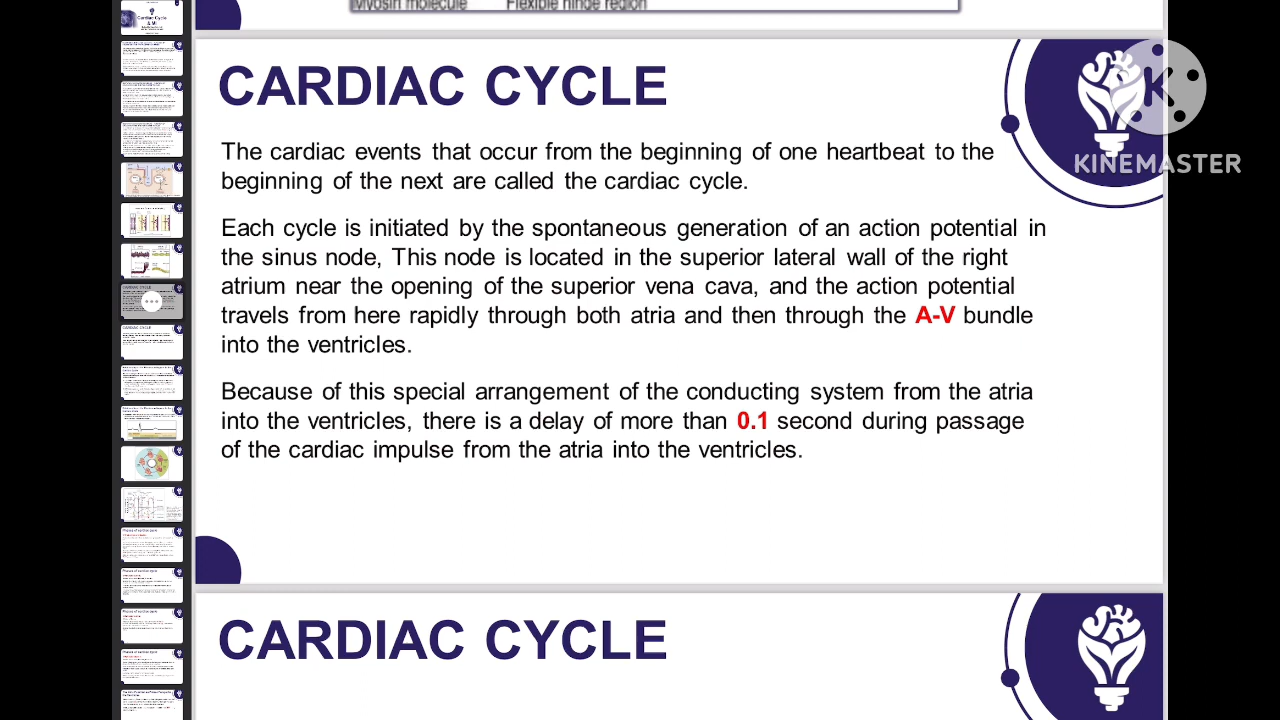 Myosin molecule Flexible hinge region
CARDIAC CYCLE
KINEMASTER
The cardiac events that occur from the beginning of one heartbeat to the
beginning of the next are called the cardiac cycle.
Each cycle is initiated by the spontaneous generation of an action potential in
the sinus node, This node is located in the superior lateral wall of the right
atrium near the opening of the superior vena cava, and the action potential
travels from here rapidly through both atria and then through the A-V bundle
into the ventricles.
Because of this special arrangement of the conducting system from the atria
into the ventricles, there is a delay of more than 0.1 second during passage
of the cardiac impulse from the atria into the ventricles.
CARDIAC CYCLE